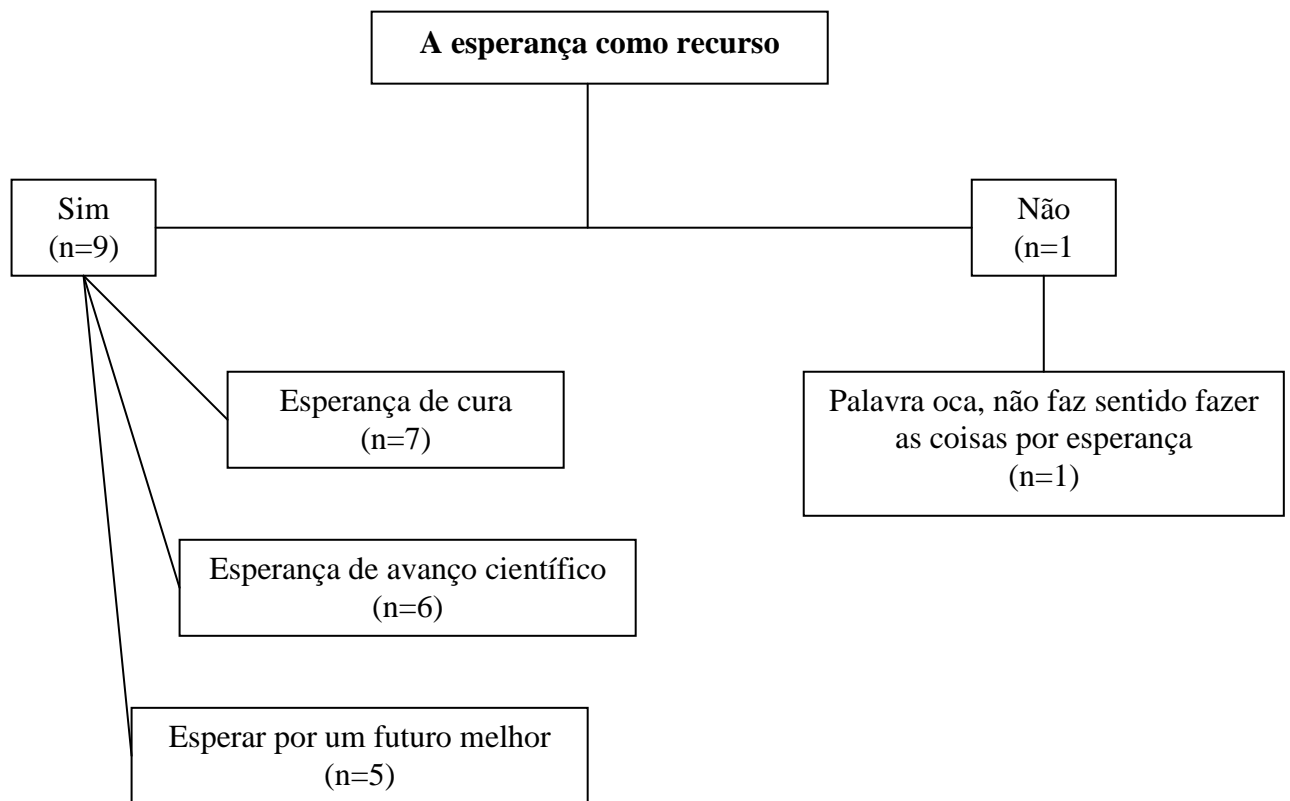 A esperança como recurso
Sim
(n=9)
Não
(n=1
Esperança de cura
(n=7)
Palavra oca, não faz sentido fazer
as coisas por esperança
(n=1)
Esperança de avanço científico
(n=6)
Esperar por um futuro melhor
(n=5)